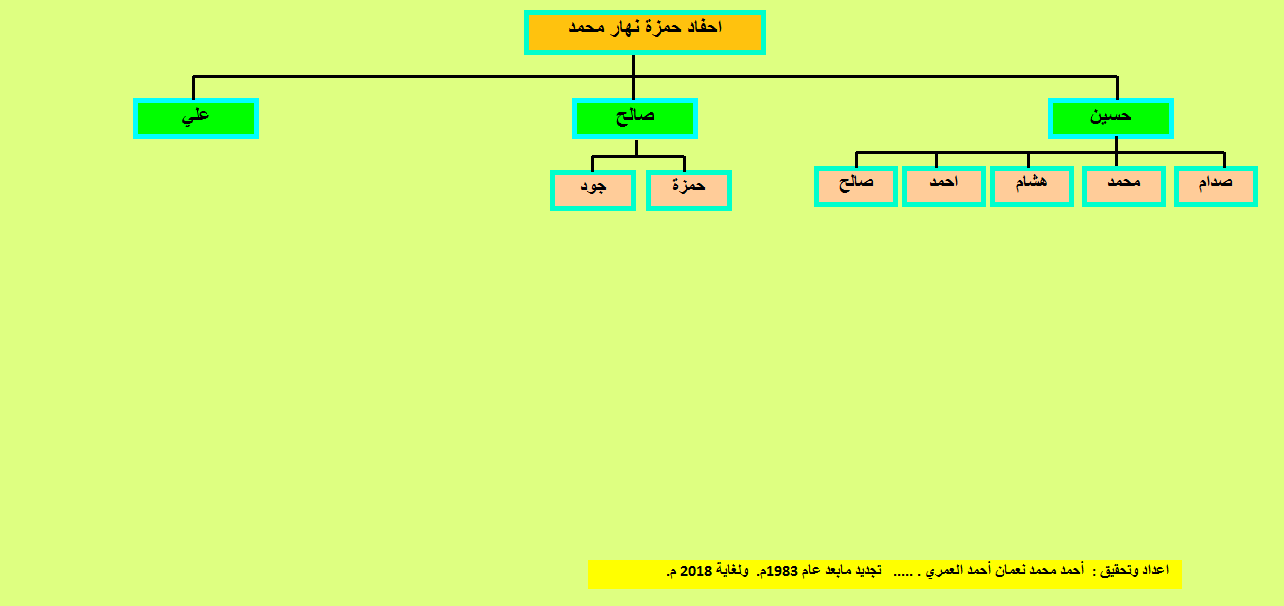 احفاد حمزة نهار محمد
حسين
صالح
علي
صدام
محمد
هشام
احمد
صالح
حمزة
جود
اعداد وتحقيق : أحمد محمد نعمان أحمد العمري . ..... تجديد مابعد عام 1983م. ولغاية 2018 م.